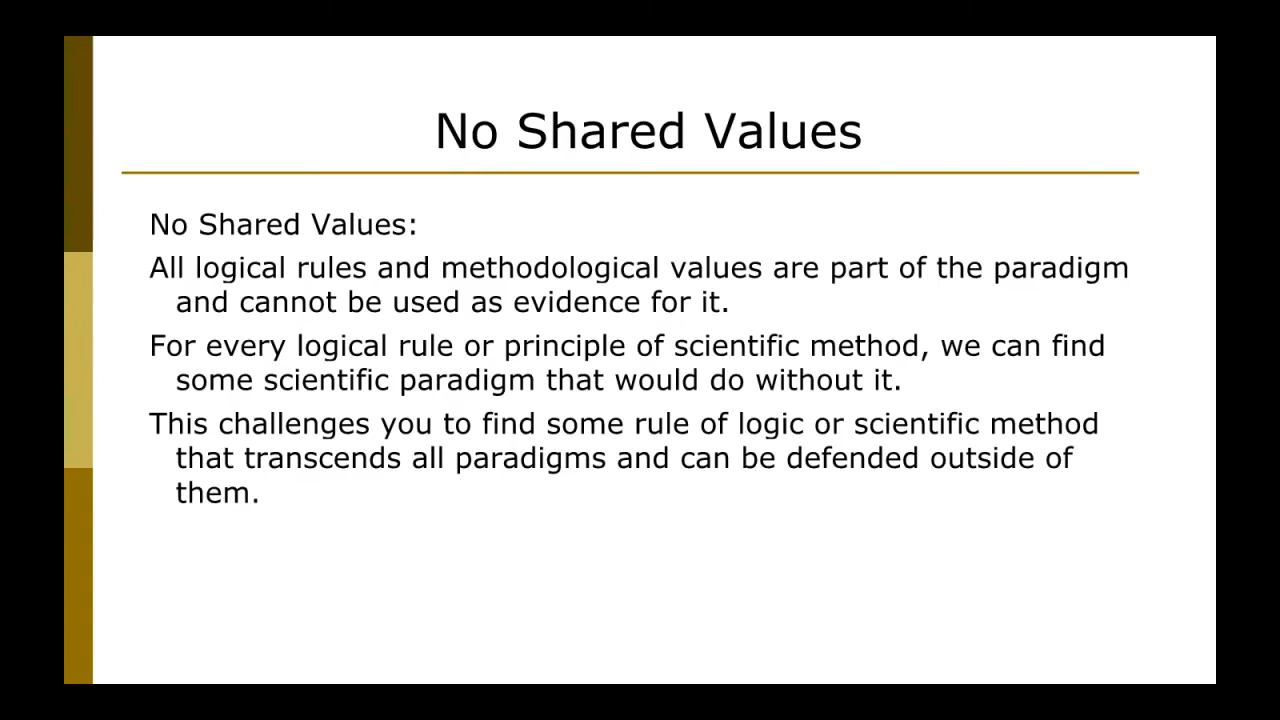 No Shared Values
No Shared Values:
All logical rules and methodological values are part of the paradigm
and cannot be used as evidence for it.
For every logical rule or principle of scientific method, we can find
some scientific paradigm that would do without it.
This challenges you to find some rule of logic or scientific method
that transcends all paradigms and can be defended outside of
them.